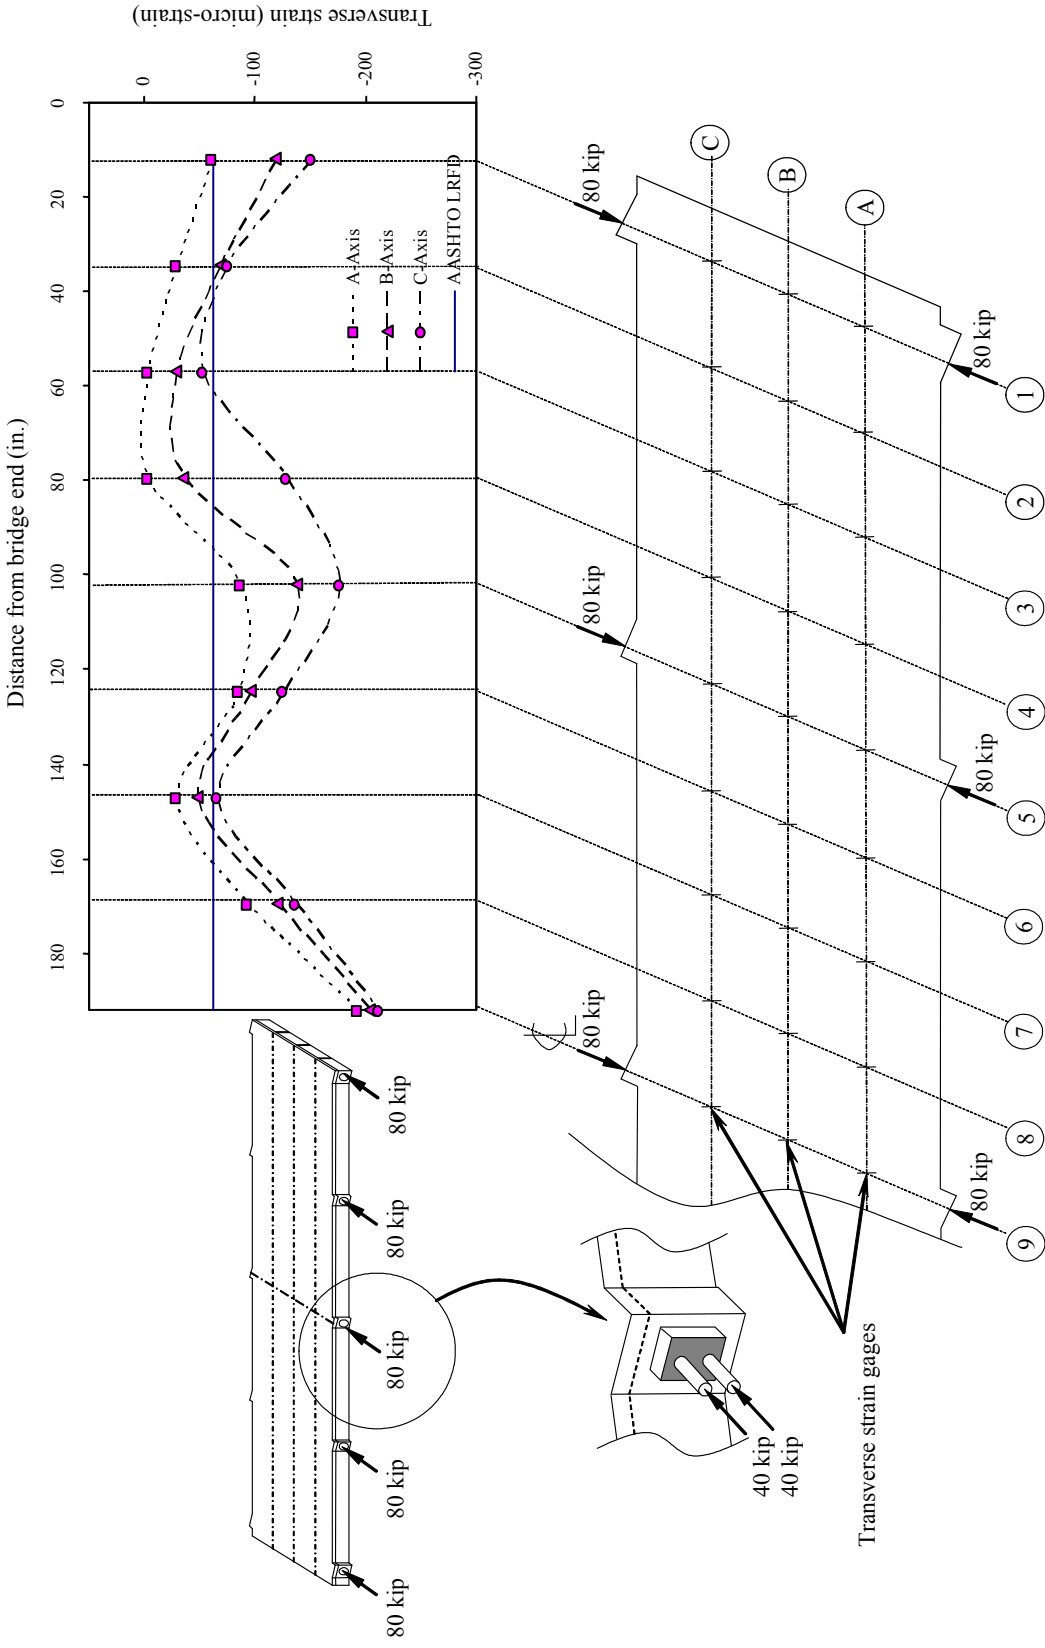 Distance from bridge end (in.)
0
20
40
60
80
100
120
140
160
180
Transverse strain (micro-strain)
0
-100
-200
-300
A-Axis
B-Axis
C-Axis
AASHTO LRFD
80 kip
80 kip
80 kip
80 kip
80 kip
80 kip
80 kip
80 kip
80 kip
80 kip
80 kip
C
B
A
1
2
3
4
5
6
7
8
9
40 kip
40 kip
Transverse strain gages